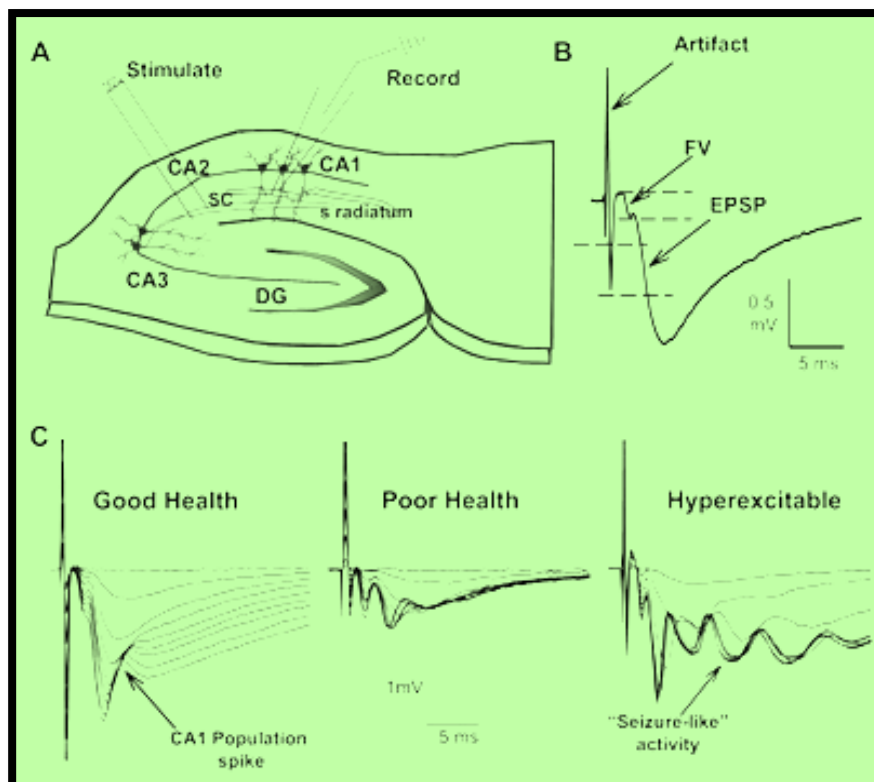 A
Stimulate
Record
CA2
CA1
SC
s radiatum
CA3
DG
B
Artifact
FV
EPSP
0.5
mV
5 ms
C
Good Health
Poor Health
Hyperexcitable
CA1 Population
spike
1mV
5 ms
"Seizure-like"
activity